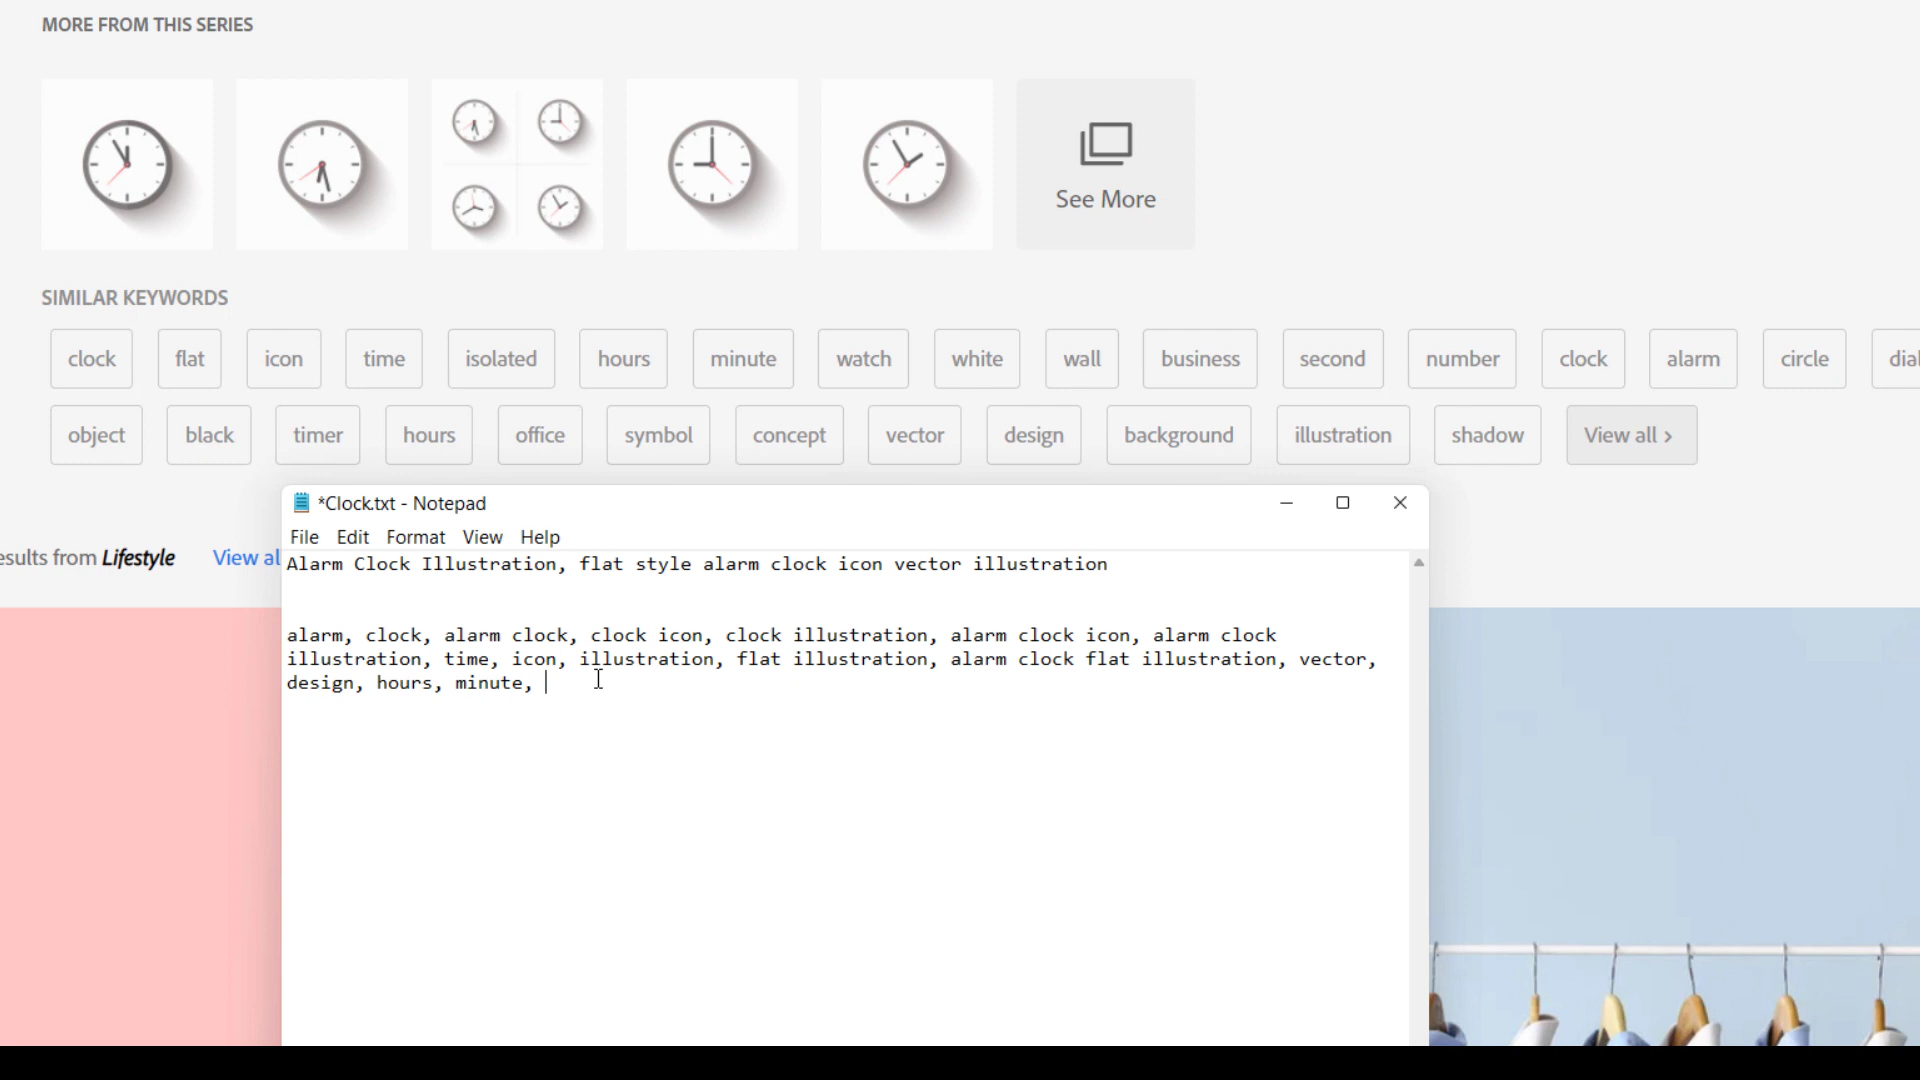 MORE FROM THIS SERIES
See More
SIMILAR KEYWORDS
clock flat icon time isolated hours minute watch white wall business second number clock alarm circle
object black timer hours office symbol concept vector design background illustration shadow View all >
*Clock.txt - Notepad
File Edit Format View Help
from Lifestyle View
Alarm Clock Illustration, flat style alarm clock icon vector illustration
alarm, clock, alarm clock, clock icon, clock illustration, alarm clock icon, alarm clock
illustration, time, icon, illustration, flat illustration, alarm clock flat illustration, vector,
design, hours, minute,